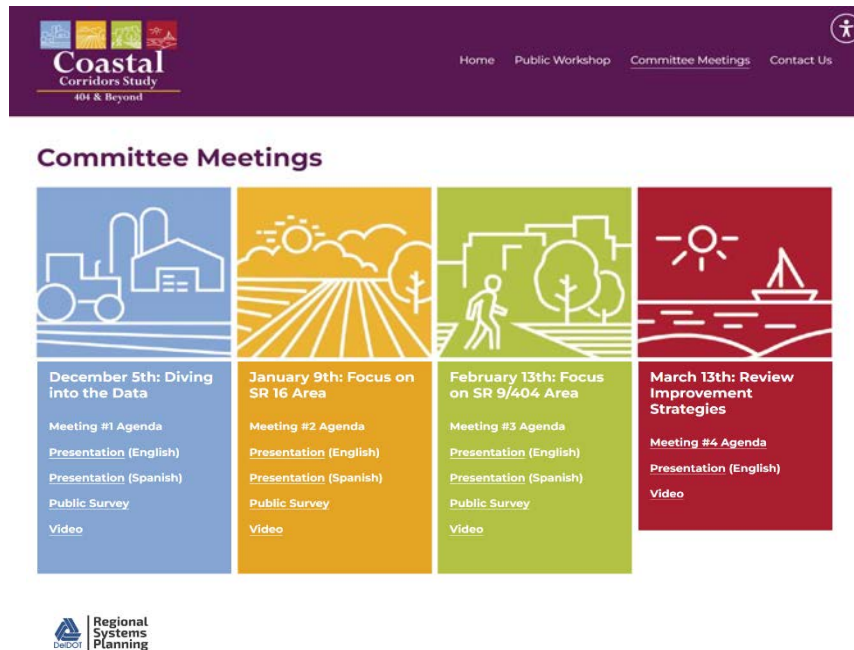 Coastal
Corridors Study
404 & Beyond
Home Public Workshop Committee Meetings Contact Us
Committee Meetings
December 5th: Diving
into the Data
Meeting #1 Agenda
Presentation (English)
Presentation (Spanish)
Public Survey
Video
January 9th: Focus on
SR 16 Area
Meeting #2 Agenda
Presentation (English)
Presentation (Spanish)
Public Survey
Video
February 13th: Focus
on SR 9/404 Area
Meeting #3 Agenda
Presentation (English)
Presentation (Spanish)
Public Survey
Video
March 13th: Review
Improvement
Strategies
Meeting #4 Agenda
Presentation (English)
Video
DelDOT
Regional
Systems
Planning